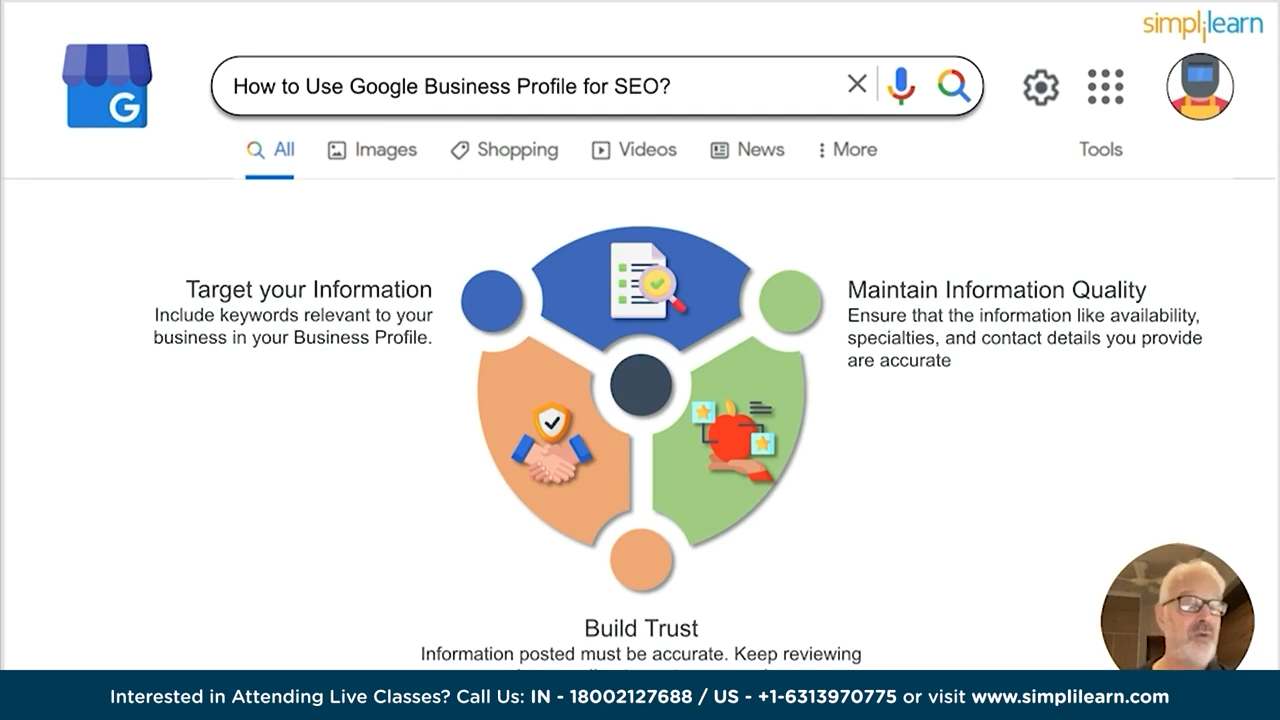 simplilearn
How to Use Google Business Profile for SEO?
G
All Images Shopping Videos News More Tools
Target your Information
Include keywords relevant to your
business in your Business Profile.
Maintain Information Quality
Ensure that the information like availability,
specialties, and contact details you provide
are accurate
Build Trust
Information posted must be accurate. Keep reviewing
Interested in Attending Live Classes? Call Us: IN - 18002127688 / US - +1-6313970775 or visit www.simplilearn.com